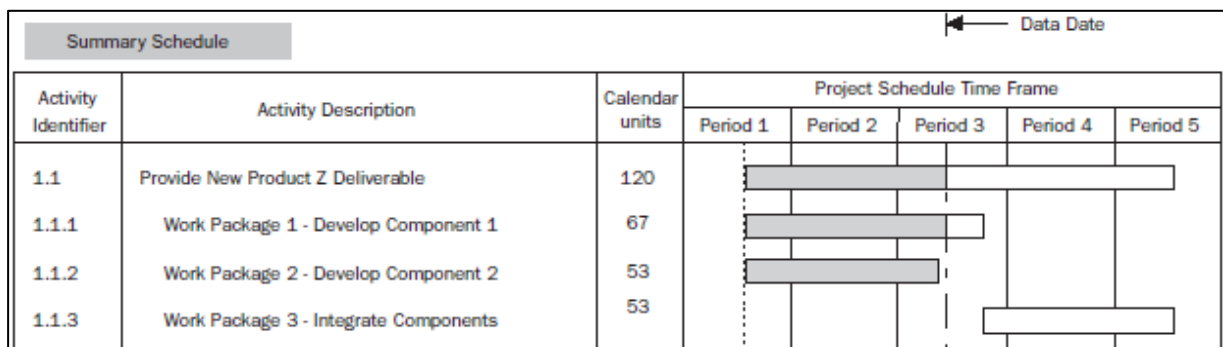 Data Date
Summary Schedule
Activity Identifier Activity Description Calendar units Project Schedule Time Frame
Period 1 Period 2 Period 3 Period 4 Period 5
1.1 Provide New Product Z Deliverable 120
1.1.1 Work Package 1 - Develop Component 1 67
1.1.2 Work Package 2 - Develop Component 2 53
1.1.3 Work Package 3 - Integrate Components 53